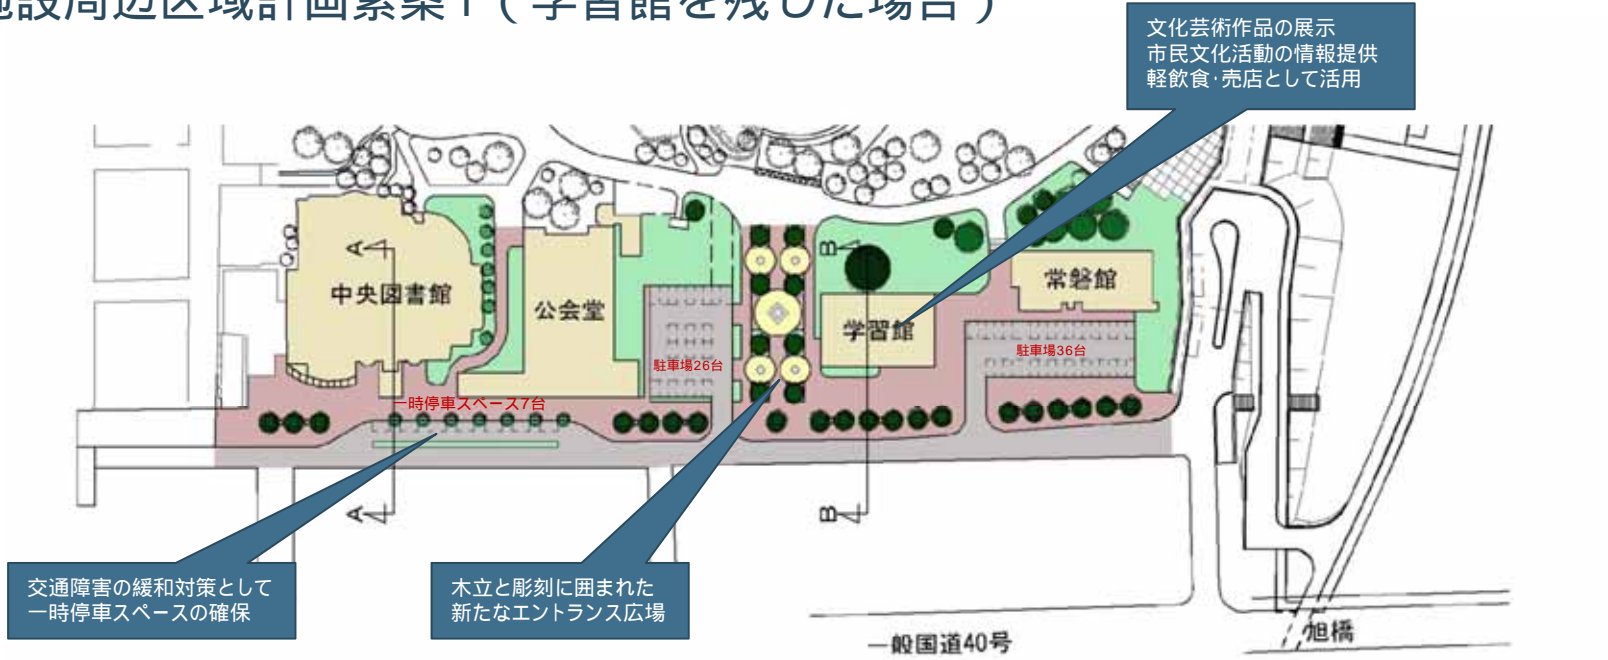 施設周辺区域計画素案1(学習館を残した場合)
文化芸術作品の展示
市民文化活動の情報提供
軽飲食・売店として活用
A
B
中央図書館
公会堂
学習館
常磐館
駐車場26台
駐車場36台
一時停車スペース7台
A
B
交通障害の緩和対策として
一時停車スペースの確保
木立と彫刻に囲まれた
新たなエントランス広場
一般国道40号
旭橋